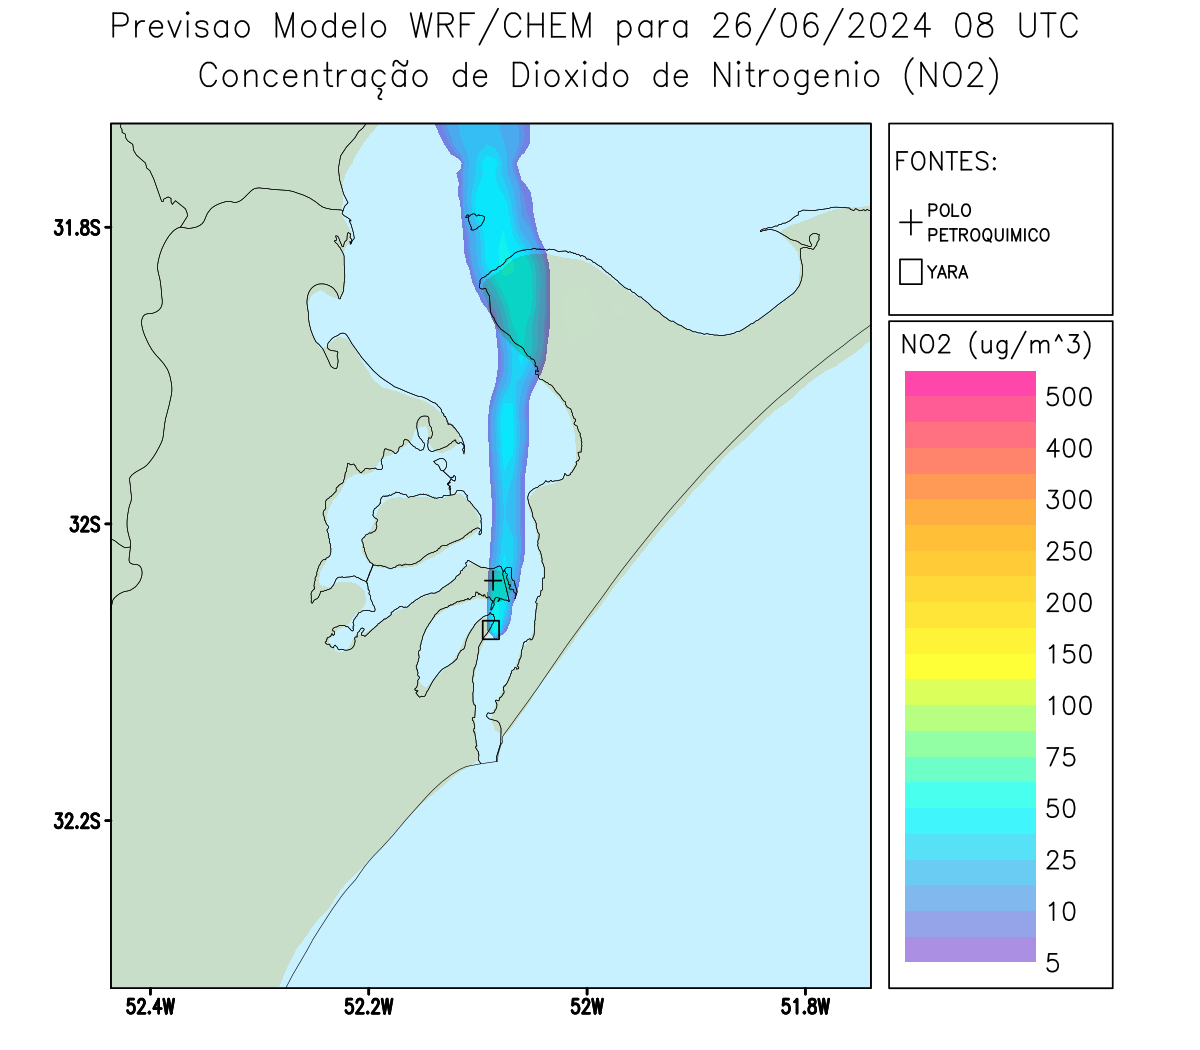 Previsao Modelo WRF/CHEM para 26/06/2024 08 UTC
Concentração de Dioxido de Nitrogenio (NO2)
FONTES:
POLO
PETROQUIMICO
YARA
31.8S
32S
32.2S
52.4W
52.2W
52W
51.8W
NO2 (ug/m^3)
500
400
300
250
200
150
100
75
50
25
10
5